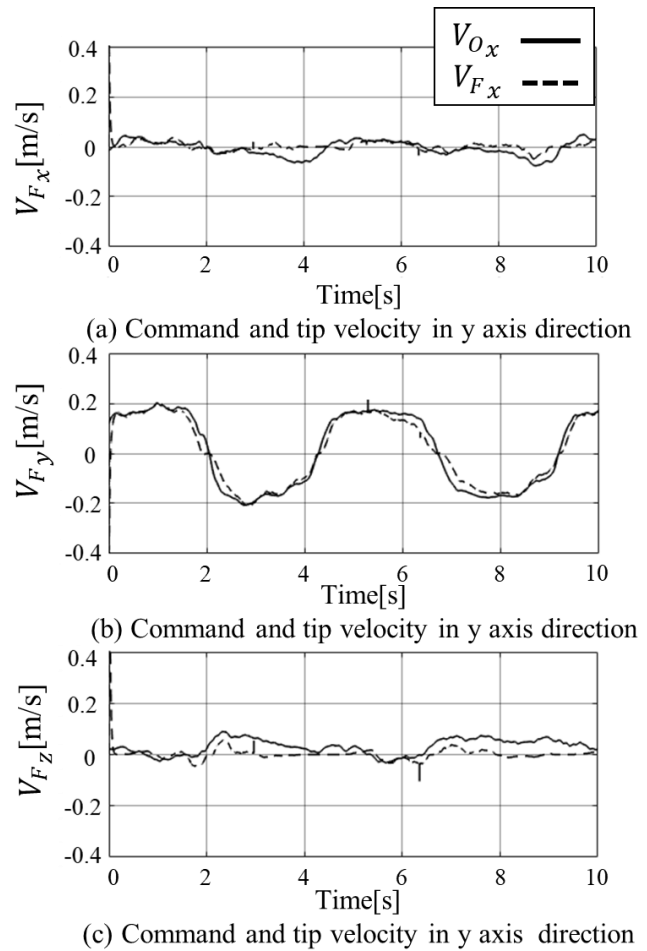 V_{O_x}
V_{F_x}
V_{F_x}[m/s]
0.4
0.2
0
-0.2
-0.4
0 2 4 6 8 10
Time[s]
(a) Command and tip velocity in y axis direction
V_{F_y}[m/s]
0.4
0.2
0
-0.2
-0.4
0 2 4 6 8 10
Time[s]
(b) Command and tip velocity in y axis direction
V_{F_Z}[m/s]
0.4
0.2
0
-0.2
-0.4
0 2 4 6 8 10
Time[s]
(c) Command and tip velocity in y axis direction